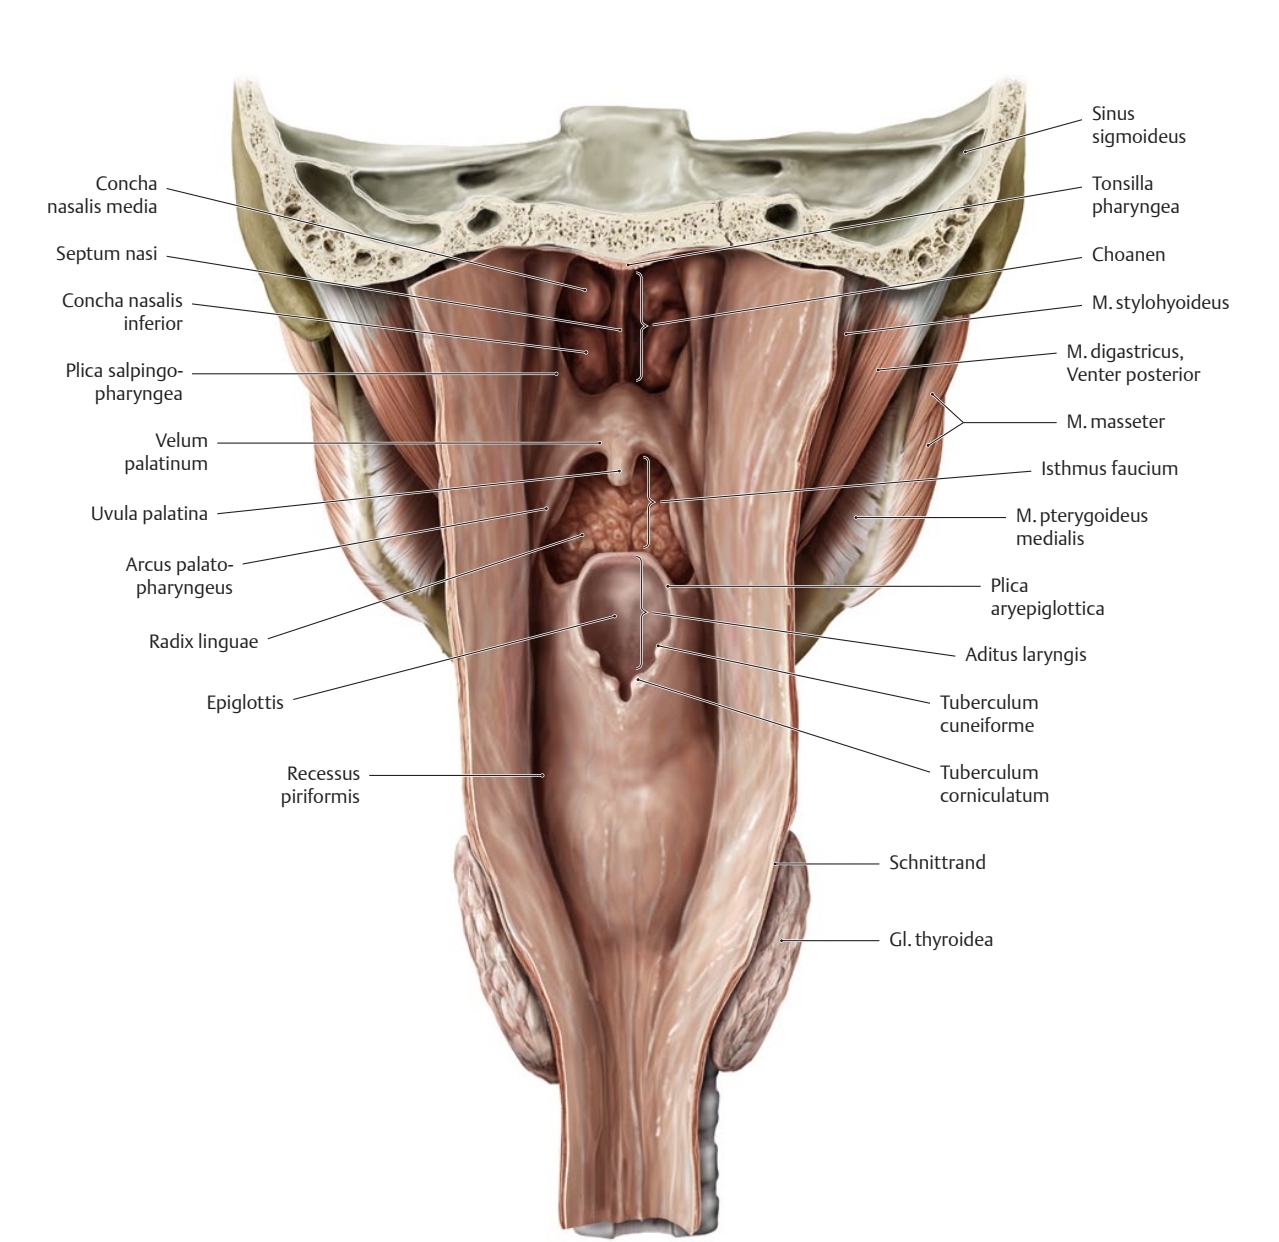 Concha
nasalis media
Septum nasi
Concha nasalis
inferior
Plica salpingo-
pharyngea
Velum
palatinum
Uvula palatina
Arcus palato-
pharyngeus
Radix linguae
Epiglottis
Recessus
piriformis
Sinus
sigmoideus
Tonsilla
pharyngea
Choanen
M. stylohyoideus
M. digastricus,
Venter posterior
M. masseter
Isthmus faucium
M. pterygoideus
medialis
Plica
aryepiglottica
Aditus laryngis
Tuberculum
cuneiforme
Tuberculum
corniculatum
Schnittrand
Gl. thyroidea